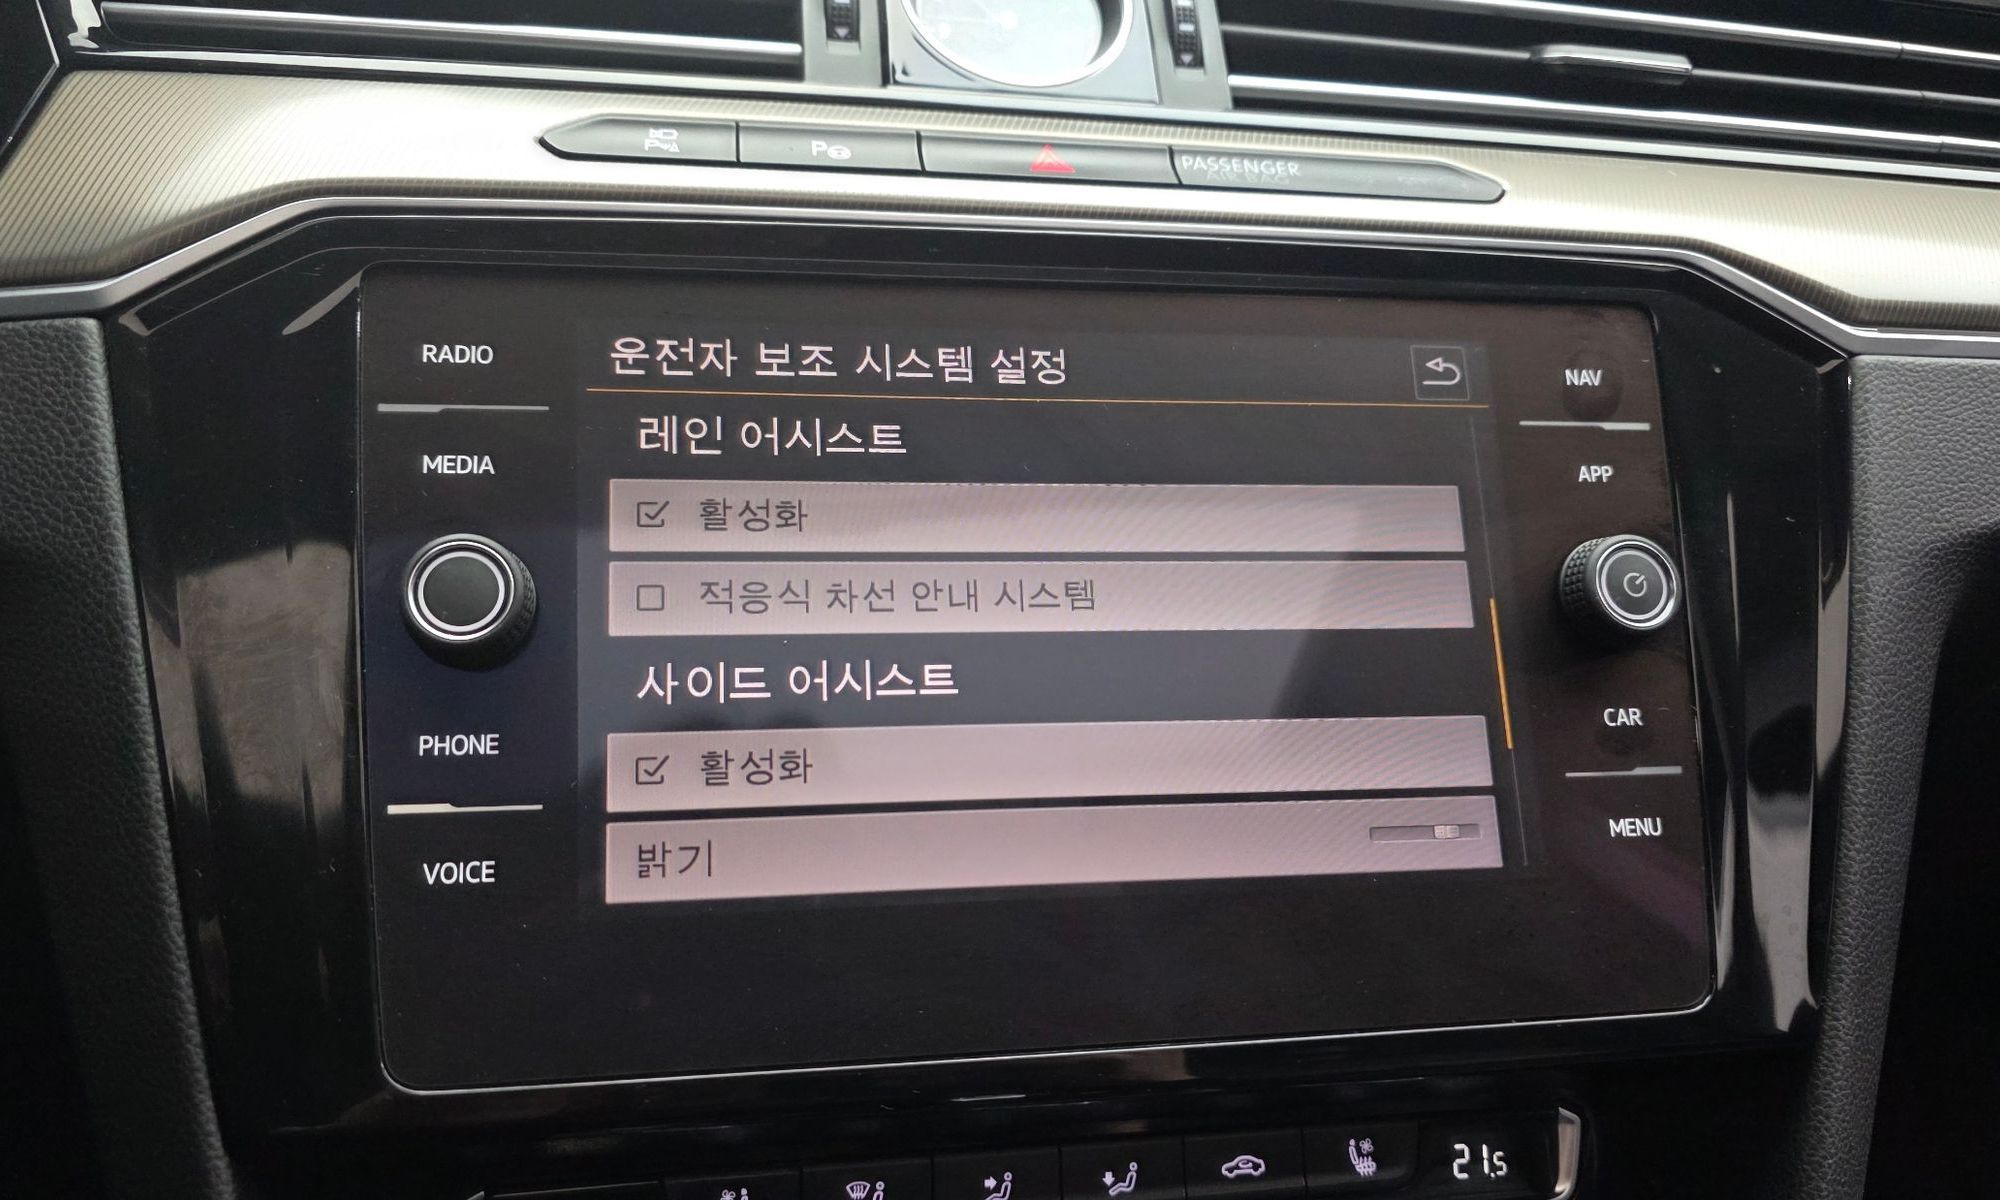 P
PASSENGER
AIR BAG
RADIO
MEDIA
PHONE
VOICE
운전자 보조 시스템 설정
레인 어시스트
활성화
적응식 차선 안내 시스템
사이드 어시스트
활성화
밝기
NAV
APP
CAR
MENU
21.5